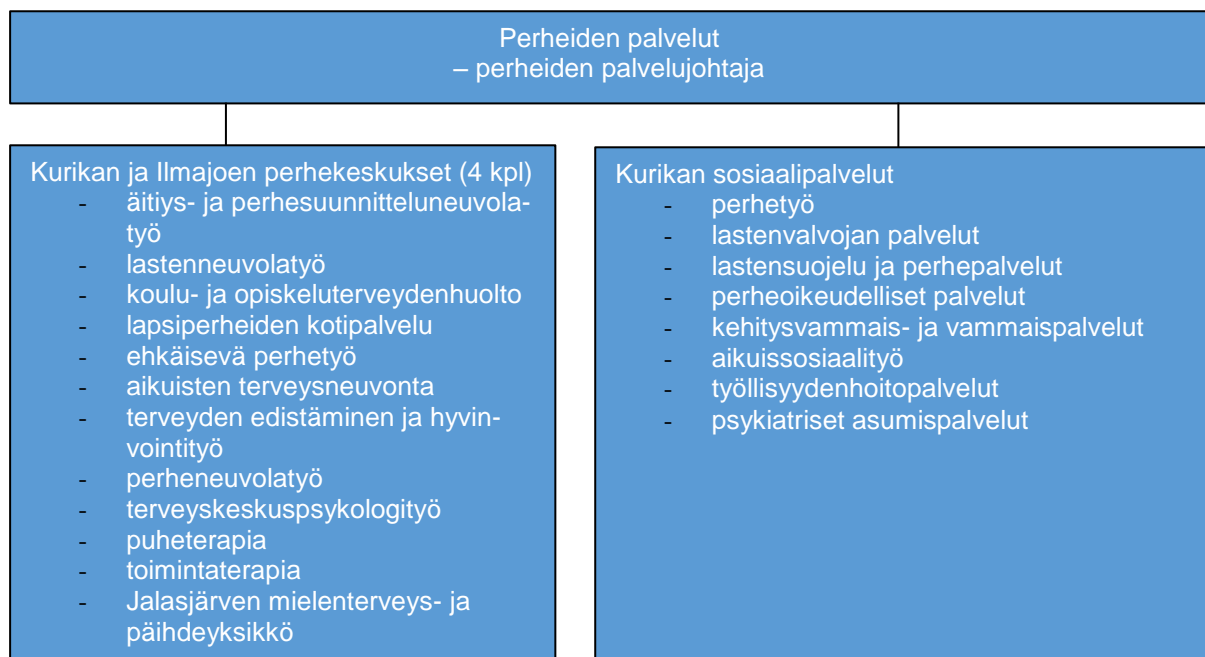 Perheiden palvelut
– perheiden palvelujohtaja
Kurikan ja Ilmajoen perhekeskukset (4 kpl)
- äitiys- ja perhesuunnitteluneuvola-
työ
- lastenneuvolatyö
- koulu- ja opiskeluterveydenhuolto
- lapsiperheiden kotipalvelu
- ehkäisevä perhetyö
- aikuisten terveysneuvonta
- terveyden edistäminen ja hyvin-
vointityö
- perheneuvolatyö
- terveyskeskuspsykologityö
- puheterapia
- toimintaterapia
- Jalasjärven mielenterveys- ja
päihdeyksikkö
Kurikan sosiaalipalvelut
- perhetyö
- lastenvalvojan palvelut
- lastensuojelu ja perhepalvelut
- perheoikeudelliset palvelut
- kehitysvammais- ja vammaispalvelut
- aikuissosiaalityö
- työllisyydenhoitopalvelut
- psykiatriset asumispalvelut